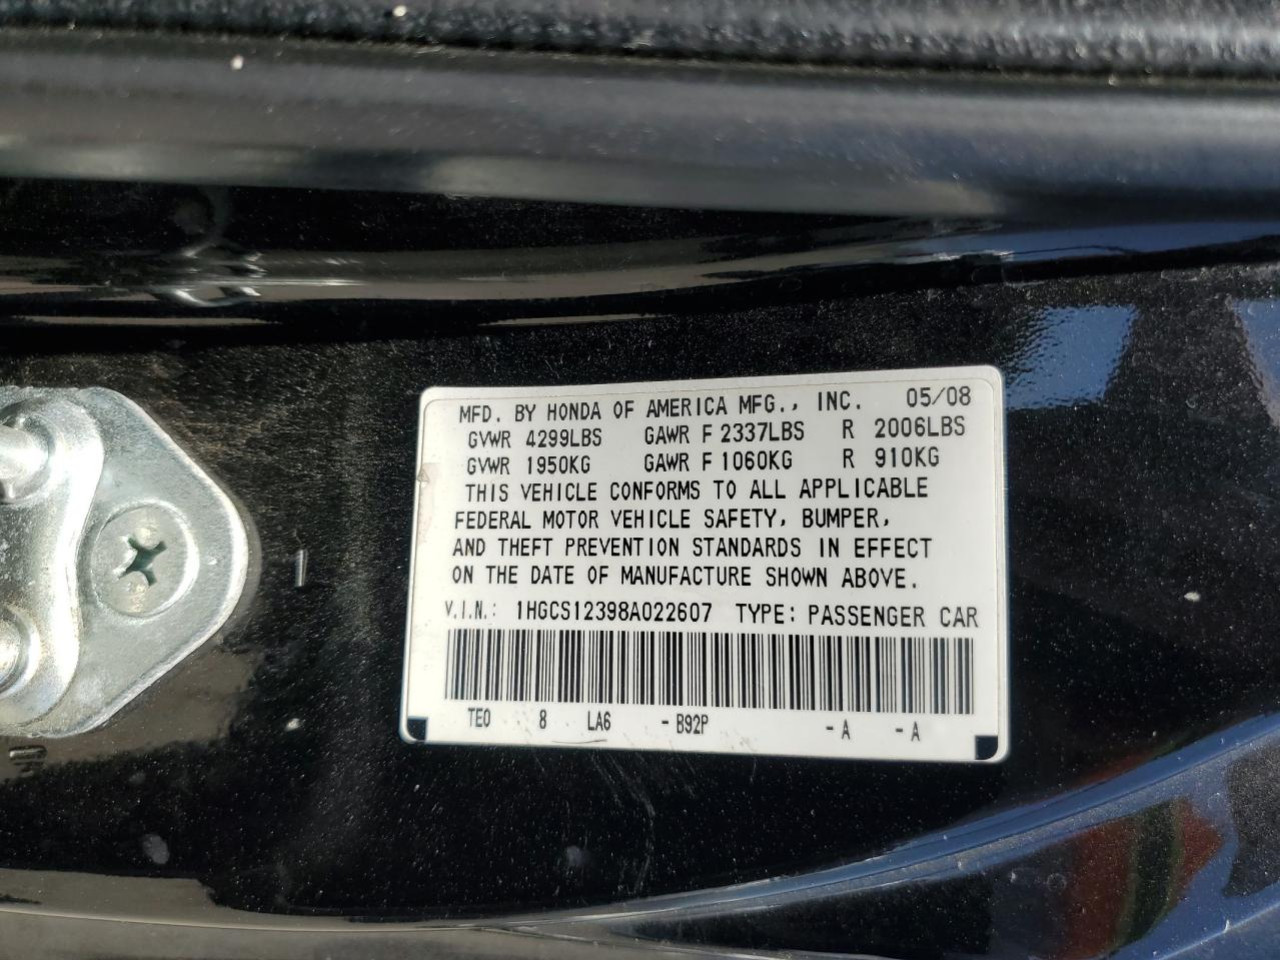 MFD. BY HONDA OF AMERICA MFG., INC. 05/08
GVWR 4299LBS GAWR F 2337LBS R 2006LBS
GVWR 1950KG GAWR F 1060KG R 910KG
THIS VEHICLE CONFORMS TO ALL APPLICABLE
FEDERAL MOTOR VEHICLE SAFETY, BUMPER,
AND THEFT PREVENTION STANDARDS IN EFFECT
ON THE DATE OF MANUFACTURE SHOWN ABOVE.
V.I.N.: 1HGCS12398A022607 TYPE: PASSENGER CAR
TE0 8 LA6 - B92P - A - A